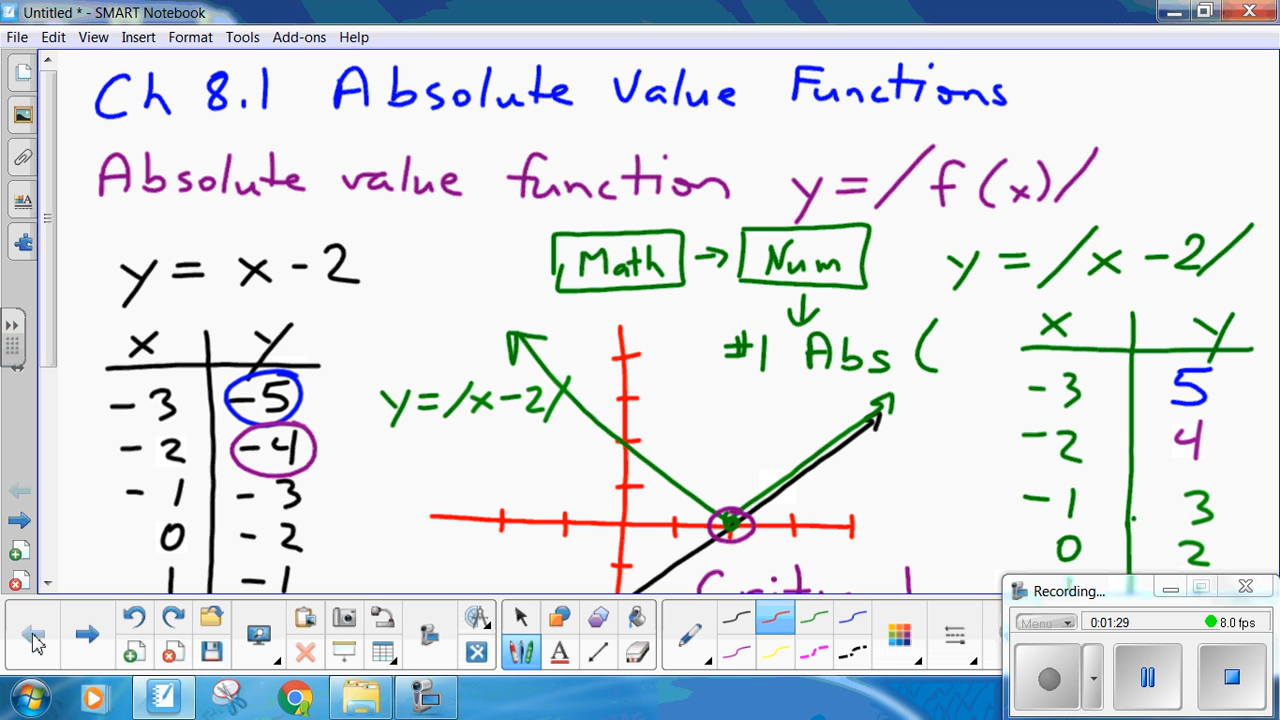 Untitled * - SMART Notebook
File Edit View Insert Format Tools Add-ons Help
Ch 8.1 Absolute Value Functions
Absolute value function y = /f(x)/
y = x - 2
Math → Num
y = /x - 2/
#1 Abs (
x y
-3 -5
-2 -4
-1 -3
0 -2
1 -1
y = /x - 2/
x y
-3 5
-2 4
-1 3
0 2
Critical
Recording...
Menu
0:01:29
8.0 fps